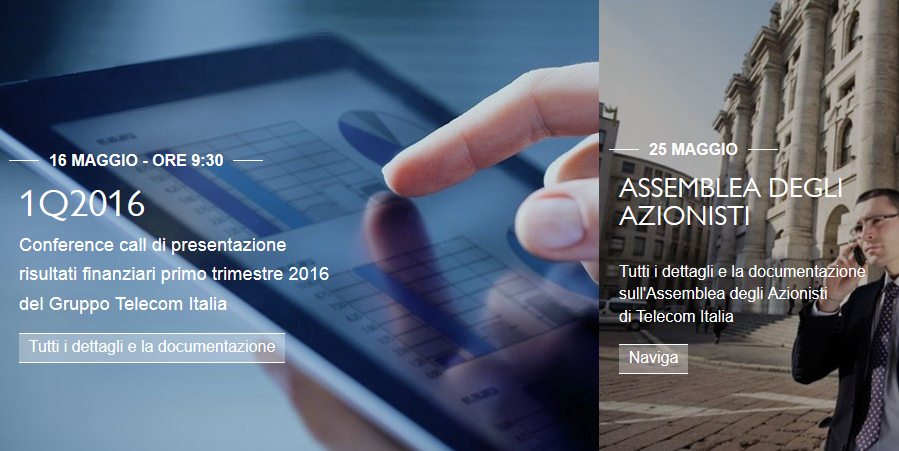 16 MAGGIO - ORE 9:30
1Q2016
Conference call di presentazione
risultati finanziari primo trimestre 2016
del Gruppo Telecom Italia
Tutti i dettagli e la documentazione
25 MAGGIO
ASSEMBLEA DEGLI
AZIONISTI
Tutti i dettagli e la documentazione
sull'Assemblea degli Azionisti
di Telecom Italia
Naviga